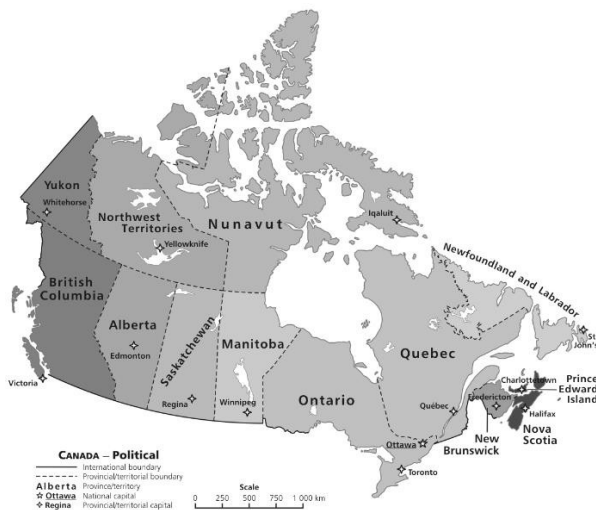 Yukon
Whitehorse
Northwest
Territories
Yellowknife
Nunavut
Iqaluit
British
Columbia
Victoria
Alberta
Edmonton
Saskatchewan
Regina
Manitoba
Winnipeg
Ontario
Ottawa
Toronto
Quebec
Québec
Newfoundland and Labrador
St
John's
Charlottetown
Prince
Edward
Island
Fredericton
Halifax
New
Brunswick
Nova
Scotia
CANADA – Political
International boundary
Provincial/territorial boundary
Alberta Province/territory
Ottawa National capital
Regina Provincial/territorial capital
Scale
0 250 500 750 1 000 km